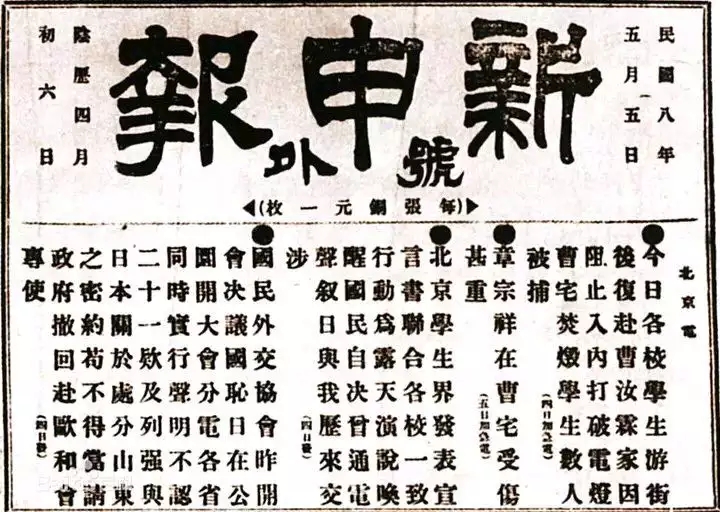 民國八年
五月五日
新申報
號外
陰歷四月
初六日
(每張銅元一枚)
北京電
●今日各校學生游街
後復赴曹汝霖家因
阻止入內打破電燈
曹宅焚燬學生數人
被捕(四日加急電)
●章宗祥在曹宅受傷
甚重(五日加急電)
●北京學生界發表宣
言書聯合各校一致
行動爲露天演說喚
醒國民自决曾通電
聲叙日與我歷來交
涉(四日發)
●國民外交協會昨開
會决議國恥日在公
園開大會分電各省
同時實行聲明不認
二十一欵及列强與
日本關於處分山東
之密約苟不得當請
政府撤回赴歐和會
專使(四日發)